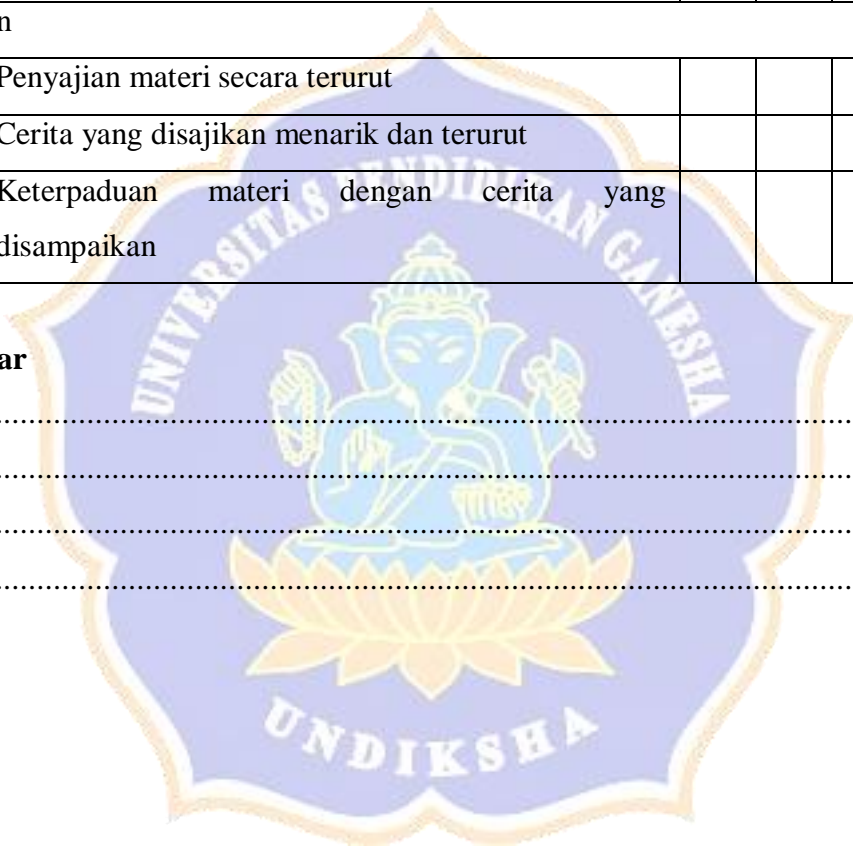 n
Penyajian materi secara terurut
Cerita yang disajikan menarik dan terurut
Keterpaduan materi dengan cerita yang
disampaikan
UNIVERSITAS PENDIDIKAN GANESHA
ar
................................................................................
................................................................................
................................................................................
................................................................................
UNDIKSHA